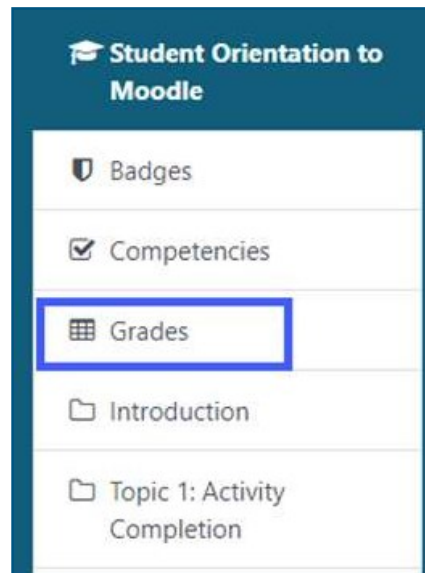 Student Orientation to
Moodle
Badges
Competencies
Grades
Introduction
Topic 1: Activity
Completion